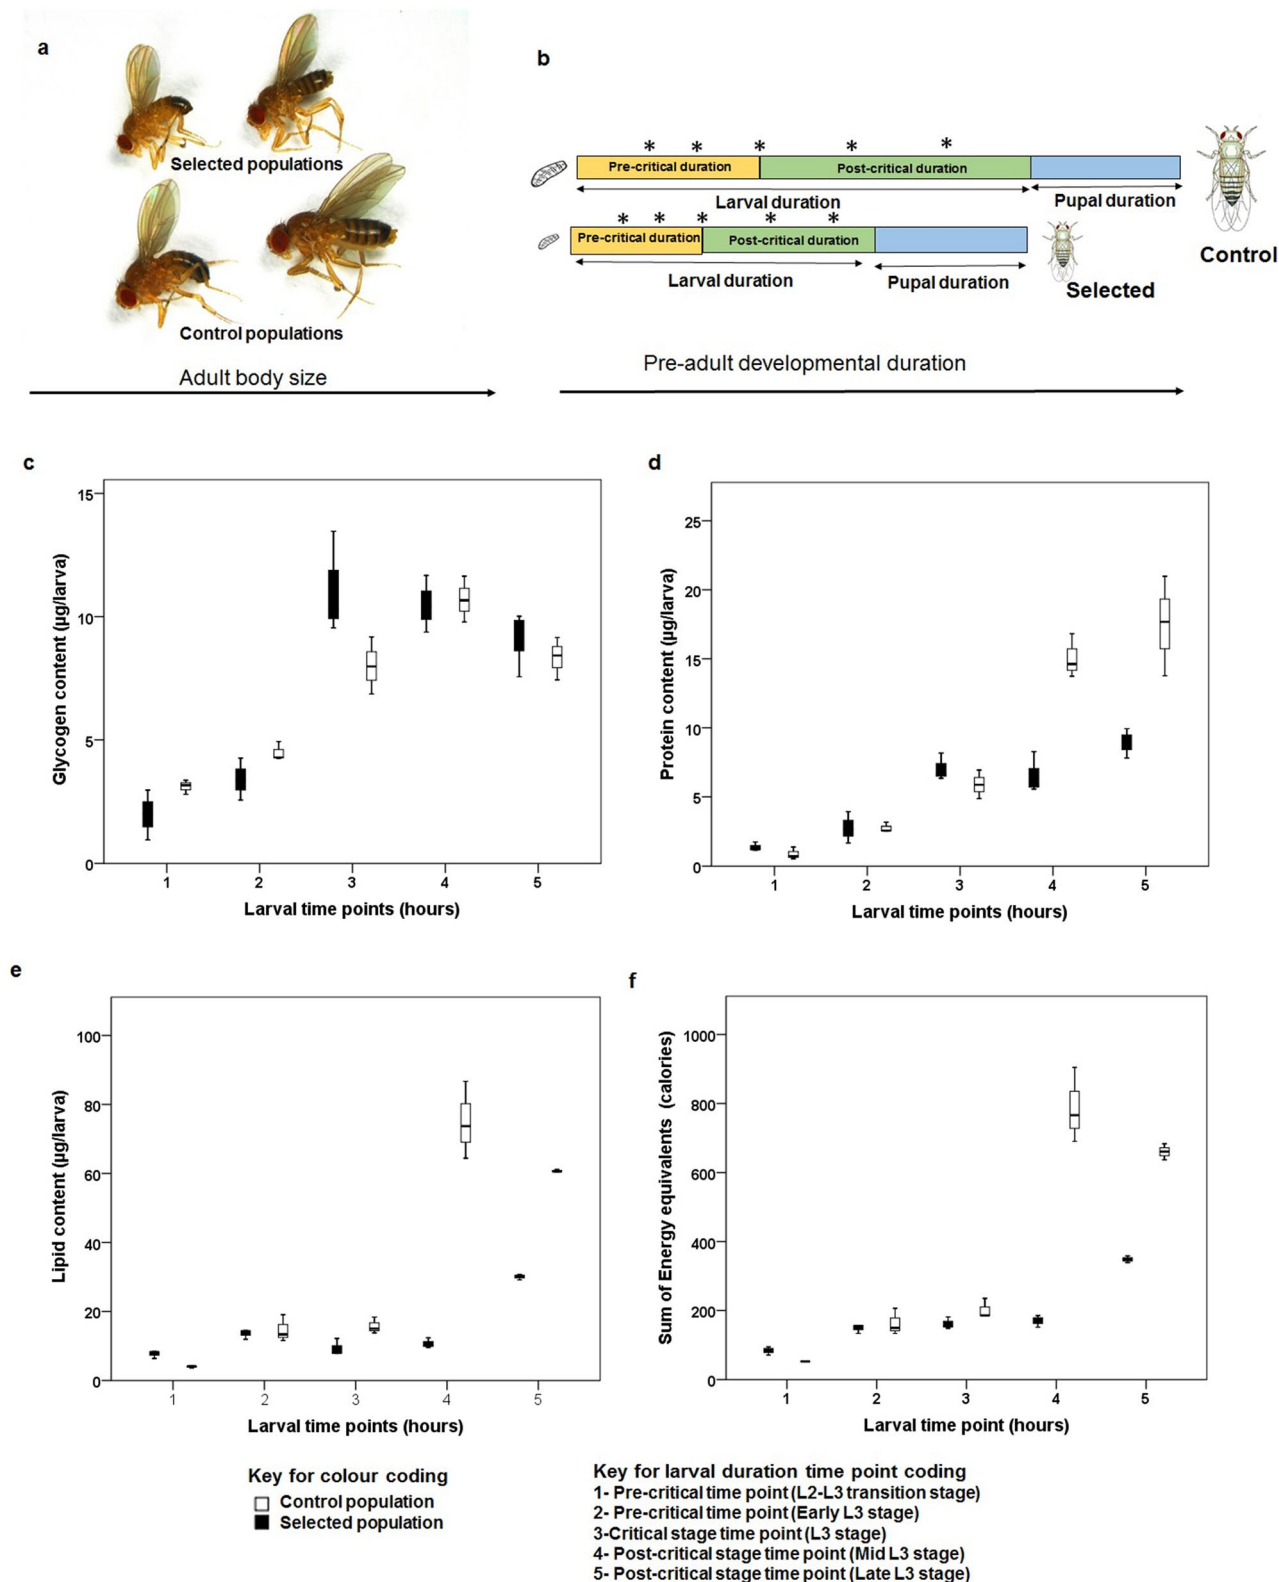 a
Selected populations
Control populations
Adult body size
b
* * * * *
Pre-critical duration
Post-critical duration
Larval duration
Pupal duration
Control
* * * * *
Pre-critical duration
Post-critical duration
Larval duration
Pupal duration
Selected
Pre-adult developmental duration
c
Glycogen content (µg/larva)
15
10
5
0
1 2 3 4 5
Larval time points (hours)
d
Protein content (µg/larva)
25
20
15
10
5
0
1 2 3 4 5
Larval time points (hours)
e
Lipid content (µg/larva)
100
80
60
40
20
0
1 2 3 4 5
Larval time points (hours)
f
Sum of Energy equivalents (calories)
1000
800
600
400
200
0
1 2 3 4 5
Larval time point (hours)
Key for colour coding
Control population
Selected population
Key for larval duration time point coding
1- Pre-critical time point (L2-L3 transition stage)
2- Pre-critical time point (Early L3 stage)
3-Critical stage time point (L3 stage)
4- Post-critical stage time point (Mid L3 stage)
5- Post-critical stage time point (Late L3 stage)